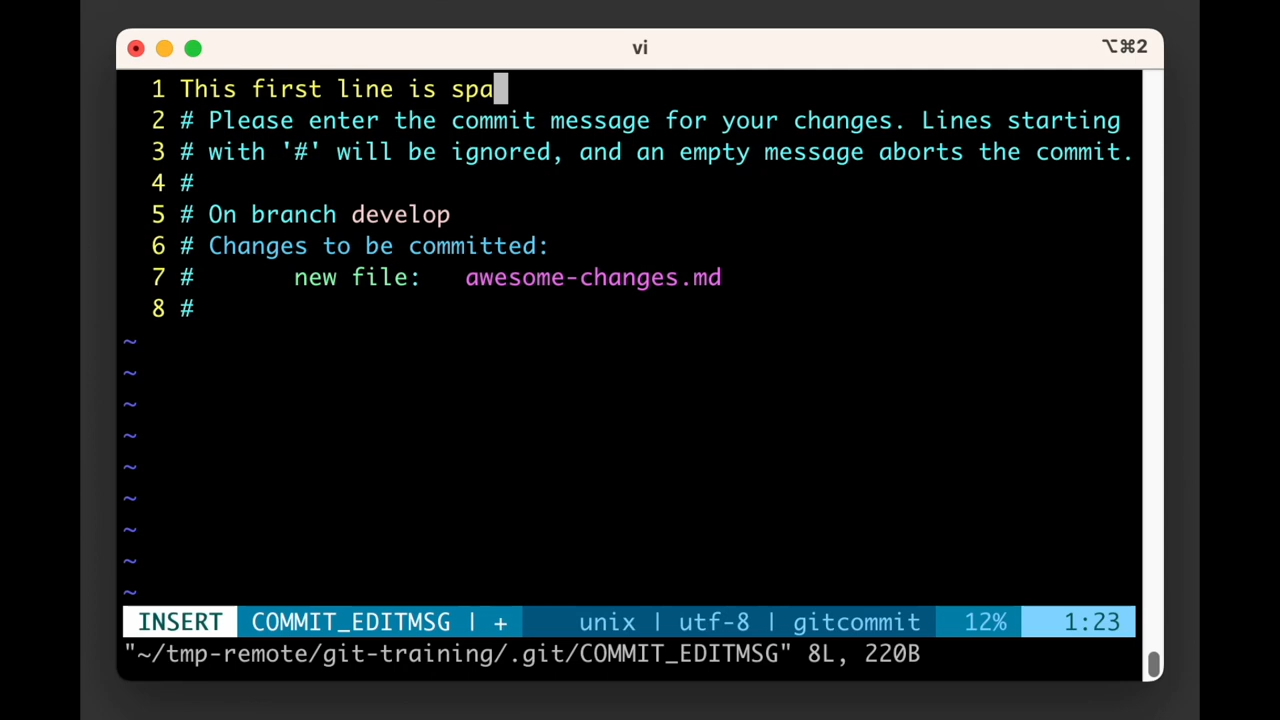 vi
⌥⌘2
1 This first line is spa
2 # Please enter the commit message for your changes. Lines starting
3 # with '#' will be ignored, and an empty message aborts the commit.
4 #
5 # On branch develop
6 # Changes to be committed:
7 #       new file:   awesome-changes.md
8 #
~
~
~
~
~
~
~
~
~
INSERT COMMIT_EDITMSG | + unix | utf-8 | gitcommit 12% 1:23
"~/tmp-remote/git-training/.git/COMMIT_EDITMSG" 8L, 220B